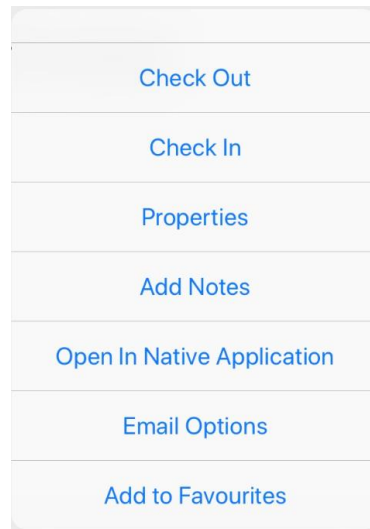 Check Out
Check In
Properties
Add Notes
Open In Native Application
Email Options
Add to Favourites